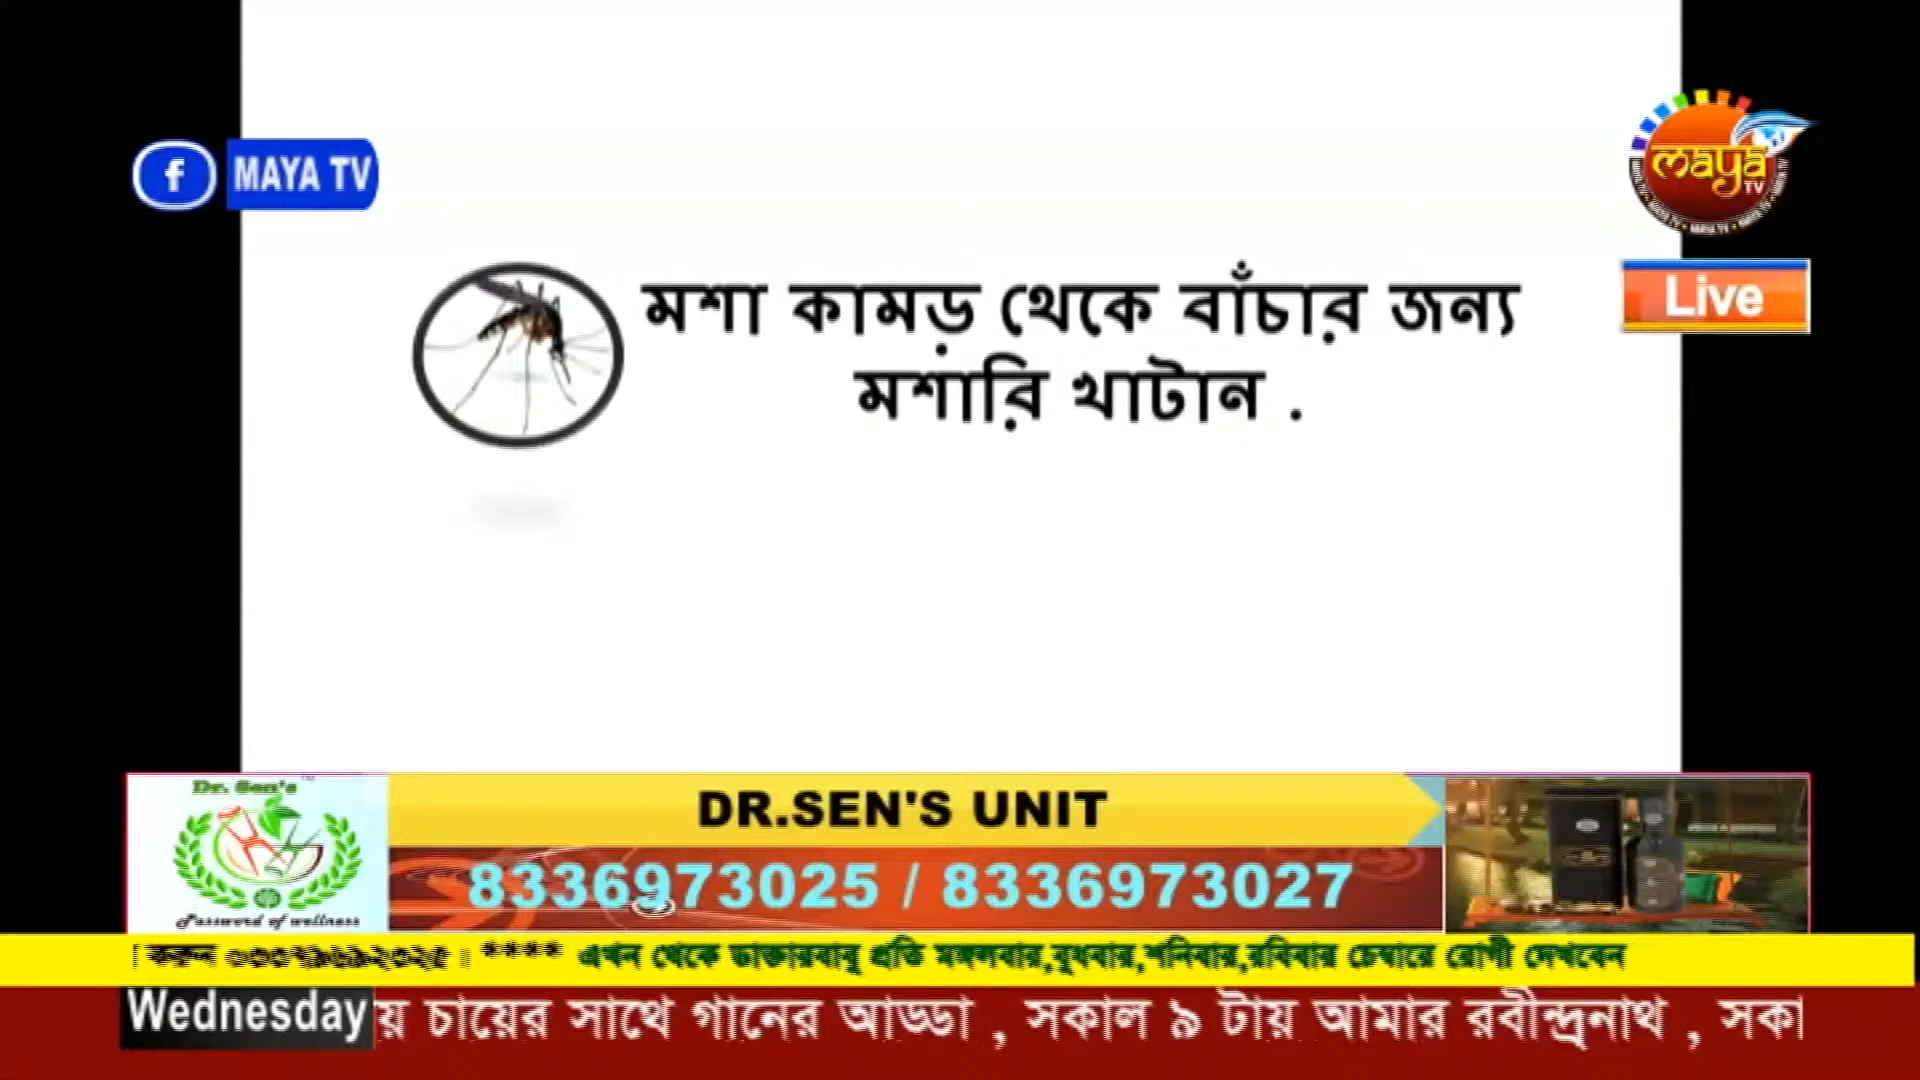 f MAYA TV
maya TV
Live
মশা কামড় থেকে বাঁচার জন্য
মশারি খাটান .
Dr. Sen's
Password of wellness
DR.SEN'S UNIT
8336973025 / 8336973027
করুন **** এখন থেকে ডাক্তারবাবু প্রতি মঙ্গলবার,বুধবার,শনিবার,রবিবার চেম্বারে রোগী দেখবেন
Wednesday য় চায়ের সাথে গানের আড্ডা , সকাল ৯ টায় আমার রবীন্দ্রনাথ , সকা